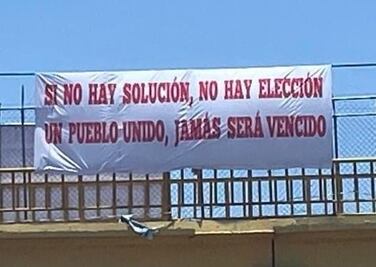 SI NO HAY SOLUCIÓN, NO HAY ELECCIÓN
UN PUEBLO UNIDO, JAMÁS SERÁ VENCIDO